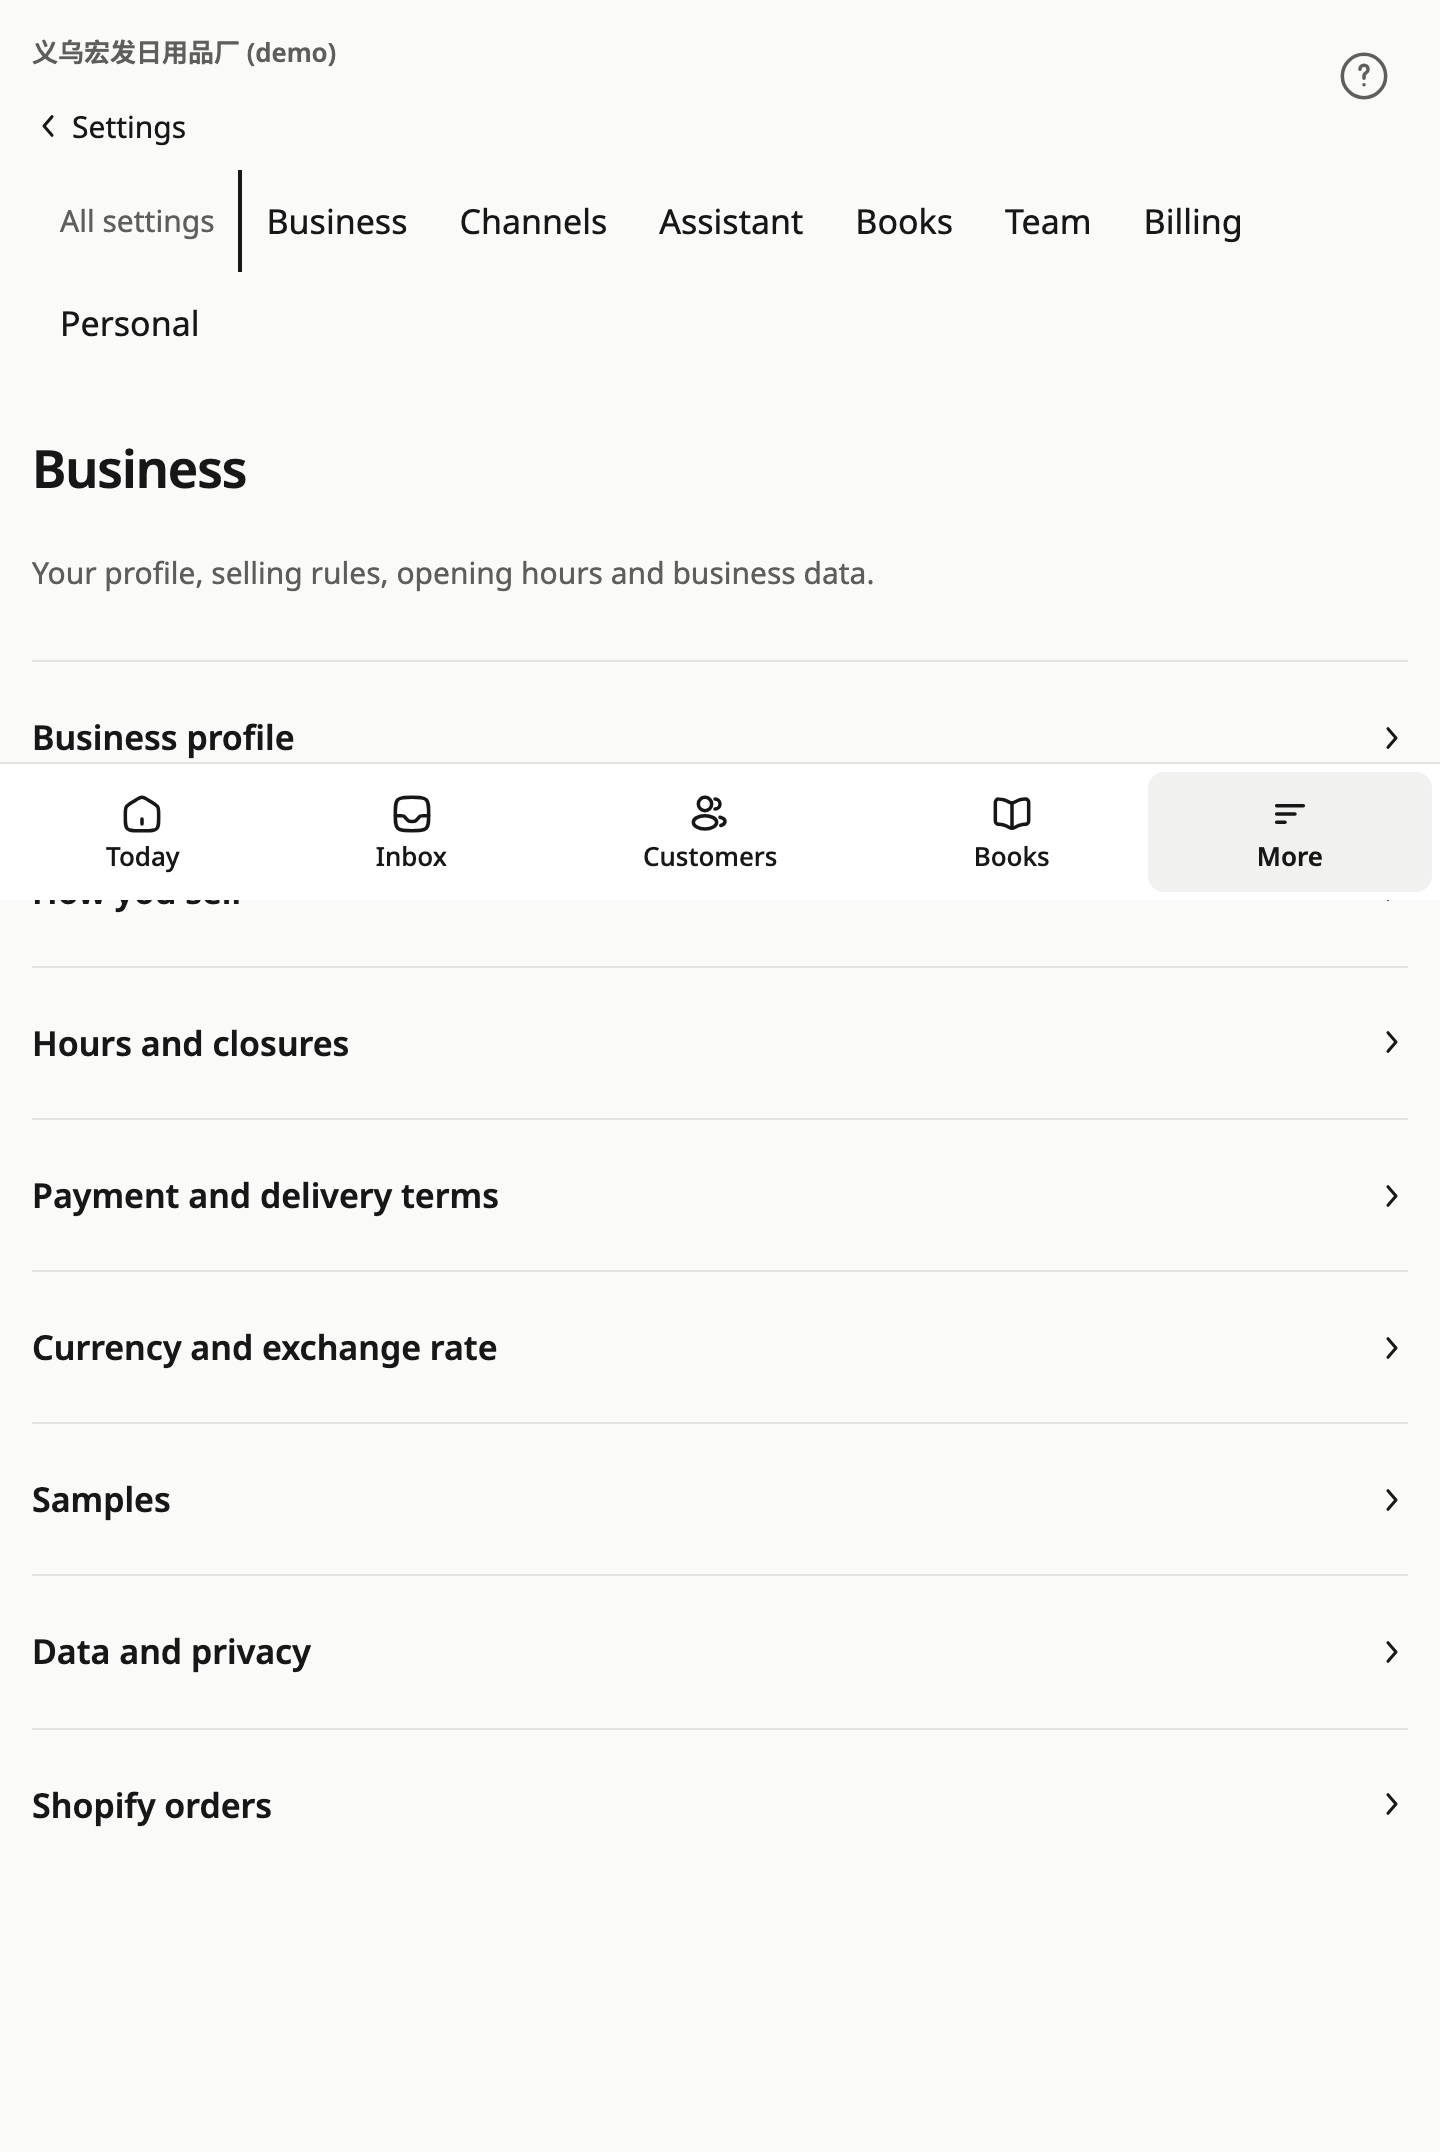 义乌宏发日用品厂 (demo)
Settings
All settings
Business
Channels
Assistant
Books
Team
Billing
Personal
Business
Your profile, selling rules, opening hours and business data.
Business profile
Today
Inbox
Customers
Books
More
Hours and closures
Payment and delivery terms
Currency and exchange rate
Samples
Data and privacy
Shopify orders